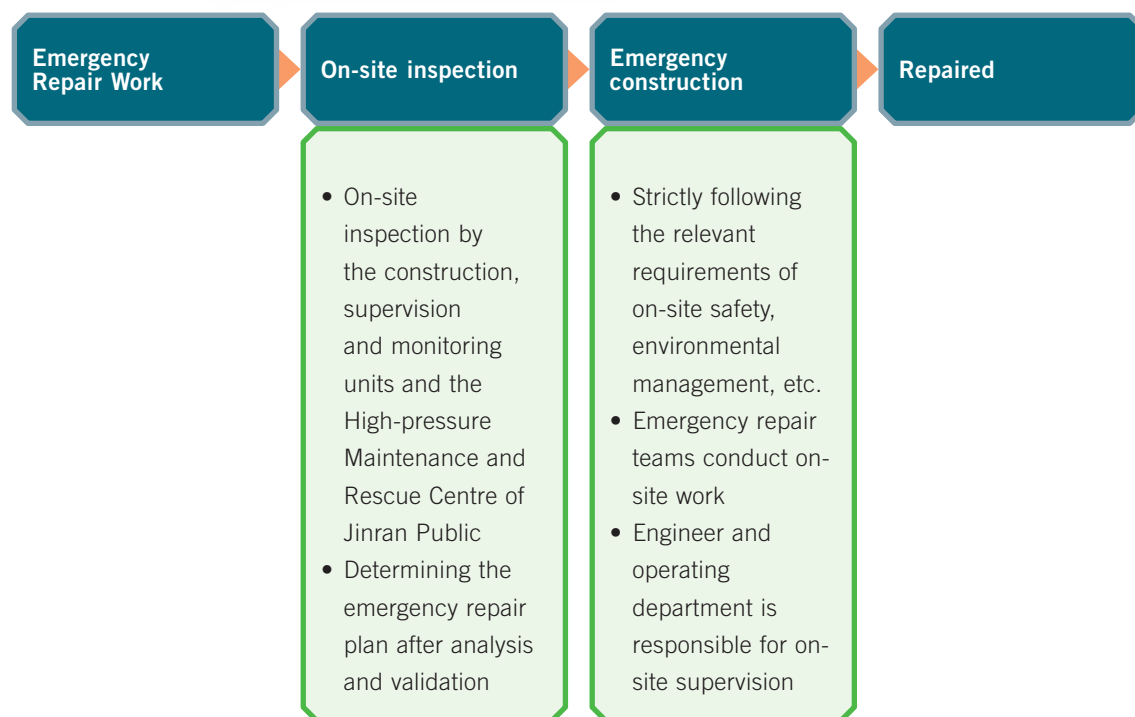 Emergency
Repair Work
On-site inspection
Emergency
construction
Repaired
• On-site
inspection by
the construction,
supervision
and monitoring
units and the
High-pressure
Maintenance and
Rescue Centre of
Jinran Public
• Determining the
emergency repair
plan after analysis
and validation
• Strictly following
the relevant
requirements of
on-site safety,
environmental
management, etc.
• Emergency repair
teams conduct on-
site work
• Engineer and
operating
department is
responsible for on-
site supervision